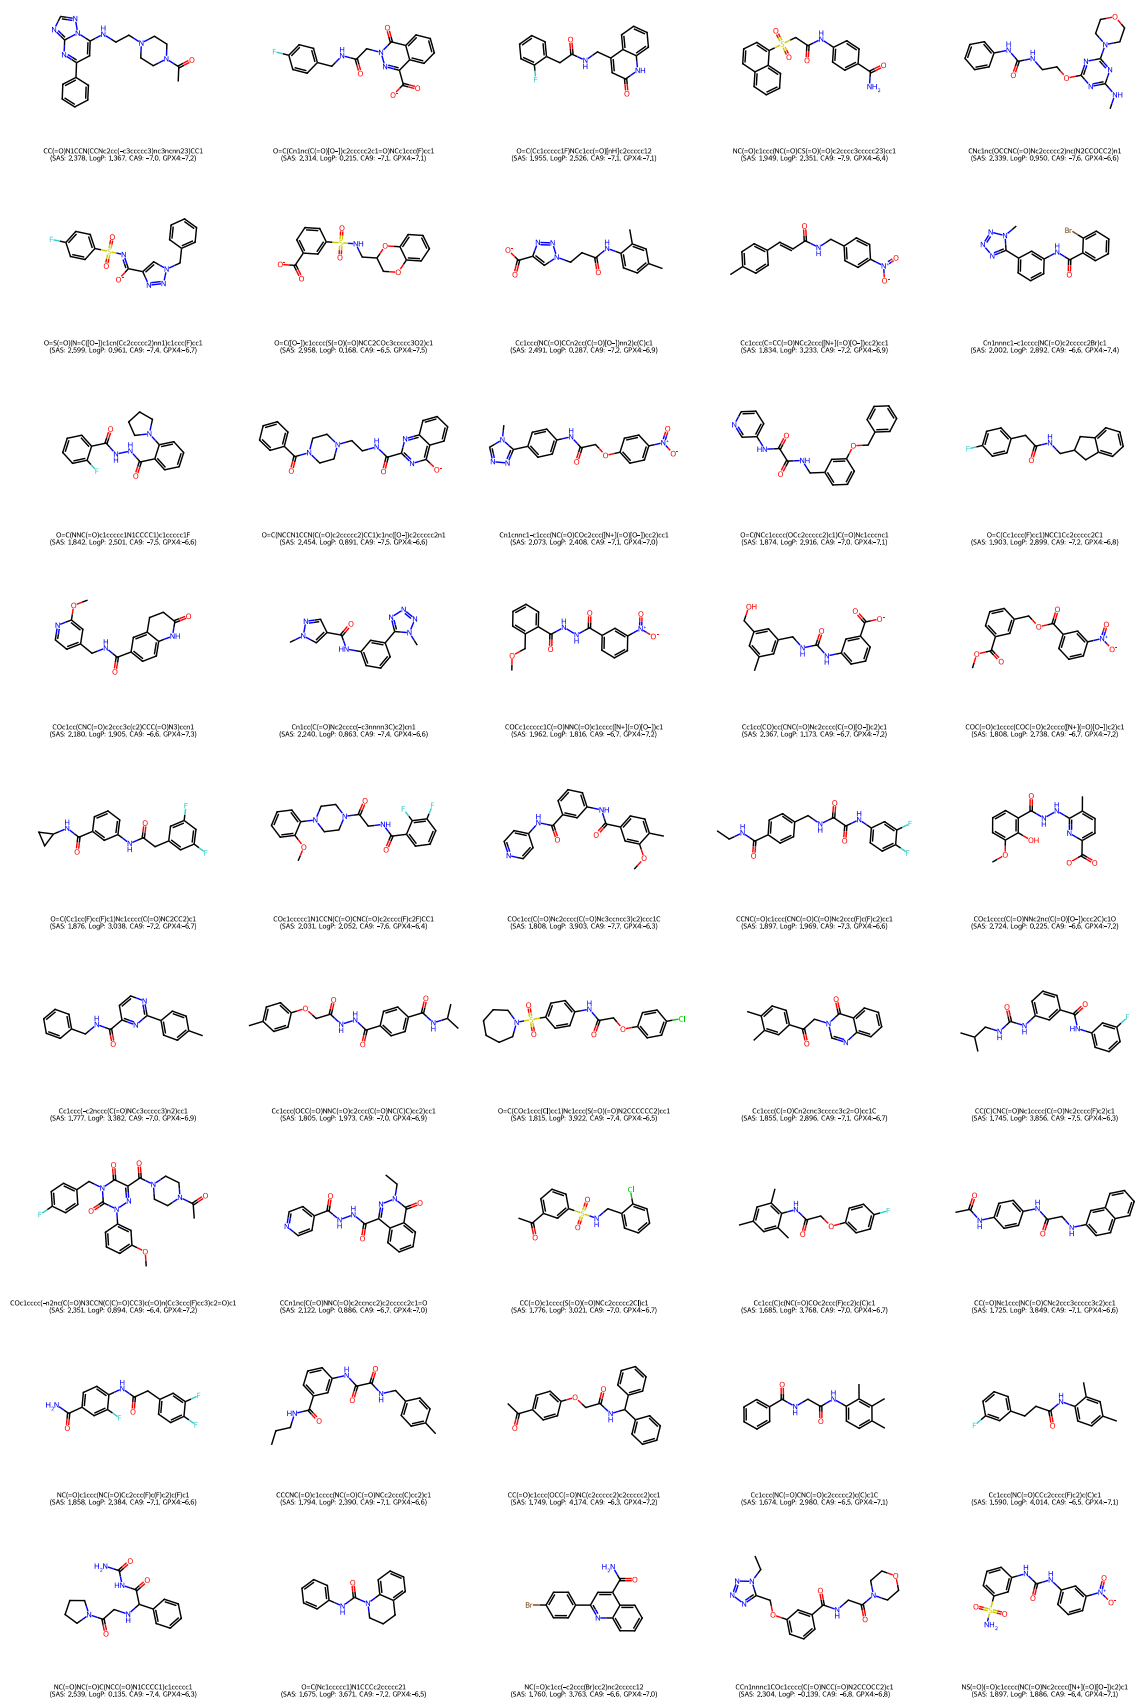 CC(=O)N1CCN(CCNc2cc(-c3ccccc3)nc3ncnn23)CC1
(SAS: 2,378, LogP: 1,367, CA9: -7,0, GPX4:-7,2)
O=C(Cn1nc(C(=O)[O-])c2ccccc2c1=O)NCc1ccc(F)cc1
(SAS: 2,314, LogP: 0,215, CA9: -7,1, GPX4:-7,1)
O=C(Cc1ccccc1F)NCc1cc(=O)[nH]c2ccccc12
(SAS: 1,955, LogP: 2,526, CA9: -7,1, GPX4:-7,1)
NC(=O)c1ccc(NC(=O)CS(=O)(=O)c2cccc3ccccc23)cc1
(SAS: 1,949, LogP: 2,351, CA9: -7,9, GPX4:-6,4)
CNc1nc(OCCNC(=O)Nc2ccccc2)nc(N2CCOCC2)n1
(SAS: 2,339, LogP: 0,950, CA9: -7,6, GPX4:-6,6)
O=S(=O)(N=C([O-])c1cn(Cc2ccccc2)nn1)c1ccc(F)cc1
(SAS: 2,599, LogP: 0,961, CA9: -7,4, GPX4:-6,7)
O=C([O-])c1cccc(S(=O)(=O)NCC2COc3ccccc3O2)c1
(SAS: 2,958, LogP: 0,168, CA9: -6,5, GPX4:-7,5)
Cc1ccc(NC(=O)CCn2cc(C(=O)[O-])nn2)c(C)c1
(SAS: 2,491, LogP: 0,287, CA9: -7,2, GPX4:-6,9)
Cc1ccc(C=CC(=O)NCc2ccc([N+](=O)[O-])cc2)cc1
(SAS: 1,834, LogP: 3,233, CA9: -7,2, GPX4:-6,9)
Cn1nnnc1-c1cccc(NC(=O)c2ccccc2Br)c1
(SAS: 2,002, LogP: 2,892, CA9: -6,6, GPX4:-7,4)
O=C(NNC(=O)c1ccccc1N1CCCC1)c1ccccc1F
(SAS: 1,842, LogP: 2,501, CA9: -7,5, GPX4:-6,6)
O=C(NCCN1CCN(C(=O)c2ccccc2)CC1)c1nc([O-])c2ccccc2n1
(SAS: 2,454, LogP: 0,891, CA9: -7,5, GPX4:-6,6)
Cn1cnnc1-c1ccc(NC(=O)COc2ccc([N+](=O)[O-])cc2)cc1
(SAS: 2,073, LogP: 2,408, CA9: -7,1, GPX4:-7,0)
O=C(NCc1cccc(OCc2ccccc2)c1)C(=O)Nc1cccnc1
(SAS: 1,874, LogP: 2,916, CA9: -7,0, GPX4:-7,1)
O=C(Cc1ccc(F)cc1)NCC1Cc2ccccc2C1
(SAS: 1,903, LogP: 2,899, CA9: -7,2, GPX4:-6,8)
COc1cc(CNC(=O)c2ccc3c(c2)CCC(=O)N3)ccn1
(SAS: 2,180, LogP: 1,905, CA9: -6,6, GPX4:-7,3)
Cn1cc(C(=O)Nc2cccc(-c3nnnn3C)c2)cn1
(SAS: 2,240, LogP: 0,863, CA9: -7,4, GPX4:-6,6)
COCc1ccccc1C(=O)NNC(=O)c1cccc([N+](=O)[O-])c1
(SAS: 1,962, LogP: 1,816, CA9: -6,7, GPX4:-7,2)
Cc1cc(CO)cc(CNC(=O)Nc2cccc(C(=O)[O-])c2)c1
(SAS: 2,367, LogP: 1,173, CA9: -6,7, GPX4:-7,2)
COC(=O)c1cccc(COC(=O)c2cccc([N+](=O)[O-])c2)c1
(SAS: 1,808, LogP: 2,738, CA9: -6,7, GPX4:-7,2)
O=C(Cc1cc(F)cc(F)c1)Nc1cccc(C(=O)NC2CC2)c1
(SAS: 1,876, LogP: 3,038, CA9: -7,2, GPX4:-6,7)
COc1ccccc1N1CCN(C(=O)CNC(=O)c2cccc(F)c2F)CC1
(SAS: 2,031, LogP: 2,052, CA9: -7,6, GPX4:-6,4)
COc1cc(C(=O)Nc2cccc(C(=O)Nc3ccncc3)c2)ccc1C
(SAS: 1,808, LogP: 3,903, CA9: -7,7, GPX4:-6,3)
CCNC(=O)c1ccc(CNC(=O)C(=O)Nc2ccc(F)c(F)c2)cc1
(SAS: 1,897, LogP: 1,969, CA9: -7,3, GPX4:-6,6)
COc1cccc(C(=O)NNc2nc(C(=O)[O-])ccc2C)c1O
(SAS: 2,724, LogP: 0,225, CA9: -6,6, GPX4:-7,2)
Cc1ccc(-c2nccc(C(=O)NCc3ccccc3)n2)cc1
(SAS: 1,777, LogP: 3,382, CA9: -7,0, GPX4:-6,9)
Cc1ccc(OCC(=O)NNC(=O)c2ccc(C(=O)NC(C)C)cc2)cc1
(SAS: 1,805, LogP: 1,973, CA9: -7,0, GPX4:-6,9)
O=C(COc1ccc(Cl)cc1)Nc1ccc(S(=O)(=O)N2CCCCCC2)cc1
(SAS: 1,815, LogP: 3,922, CA9: -7,4, GPX4:-6,5)
Cc1ccc(C(=O)Cn2cnc3ccccc3c2=O)cc1C
(SAS: 1,855, LogP: 2,896, CA9: -7,1, GPX4:-6,7)
CC(C)CNC(=O)Nc1cccc(C(=O)Nc2cccc(F)c2)c1
(SAS: 1,745, LogP: 3,856, CA9: -7,5, GPX4:-6,3)
COc1cccc(-n2nc(C(=O)N3CCN(C(C)=O)CC3)c(=O)n(Cc3ccc(F)cc3)c2=O)c1
(SAS: 2,351, LogP: 0,894, CA9: -6,4, GPX4:-7,2)
CCn1nc(C(=O)NNC(=O)c2ccncc2)c2ccccc2c1=O
(SAS: 2,122, LogP: 0,886, CA9: -6,7, GPX4:-7,0)
CC(=O)c1cccc(S(=O)(=O)NCc2ccccc2Cl)c1
(SAS: 1,776, LogP: 3,021, CA9: -7,0, GPX4:-6,7)
Cc1cc(C)c(NC(=O)COc2ccc(F)cc2)c(C)c1
(SAS: 1,685, LogP: 3,768, CA9: -7,0, GPX4:-6,7)
CC(=O)Nc1ccc(NC(=O)CNc2ccc3ccccc3c2)cc1
(SAS: 1,725, LogP: 3,849, CA9: -7,1, GPX4:-6,6)
NC(=O)c1ccc(NC(=O)Cc2ccc(F)c(F)c2)c(F)c1
(SAS: 1,858, LogP: 2,384, CA9: -7,1, GPX4:-6,6)
CCCNC(=O)c1cccc(NC(=O)C(=O)NCc2ccc(C)cc2)c1
(SAS: 1,794, LogP: 2,390, CA9: -7,1, GPX4:-6,6)
CC(=O)c1ccc(OCC(=O)NC(c2ccccc2)c2ccccc2)cc1
(SAS: 1,749, LogP: 4,174, CA9: -6,3, GPX4:-7,2)
Cc1ccc(NC(=O)CNC(=O)c2ccccc2)c(C)c1C
(SAS: 1,674, LogP: 2,980, CA9: -6,5, GPX4:-7,1)
Cc1ccc(NC(=O)CCc2cccc(F)c2)c(C)c1
(SAS: 1,590, LogP: 4,014, CA9: -6,5, GPX4:-7,1)
NC(=O)NC(=O)C(NCC(=O)N1CCCC1)c1ccccc1
(SAS: 2,539, LogP: 0,135, CA9: -7,4, GPX4:-6,3)
O=C(Nc1ccccc1)N1CCCc2ccccc21
(SAS: 1,675, LogP: 3,671, CA9: -7,2, GPX4:-6,5)
NC(=O)c1cc(-c2ccc(Br)cc2)nc2ccccc12
(SAS: 1,760, LogP: 3,763, CA9: -6,6, GPX4:-7,0)
CCn1nnnc1COc1cccc(C(=O)NCC(=O)N2CCOCC2)c1
(SAS: 2,304, LogP: -0,139, CA9: -6,8, GPX4:-6,8)
NS(=O)(=O)c1cccc(NC(=O)Nc2cccc([N+](=O)[O-])c2)c1
(SAS: 1,897, LogP: 1,886, CA9: -6,4, GPX4:-7,1)